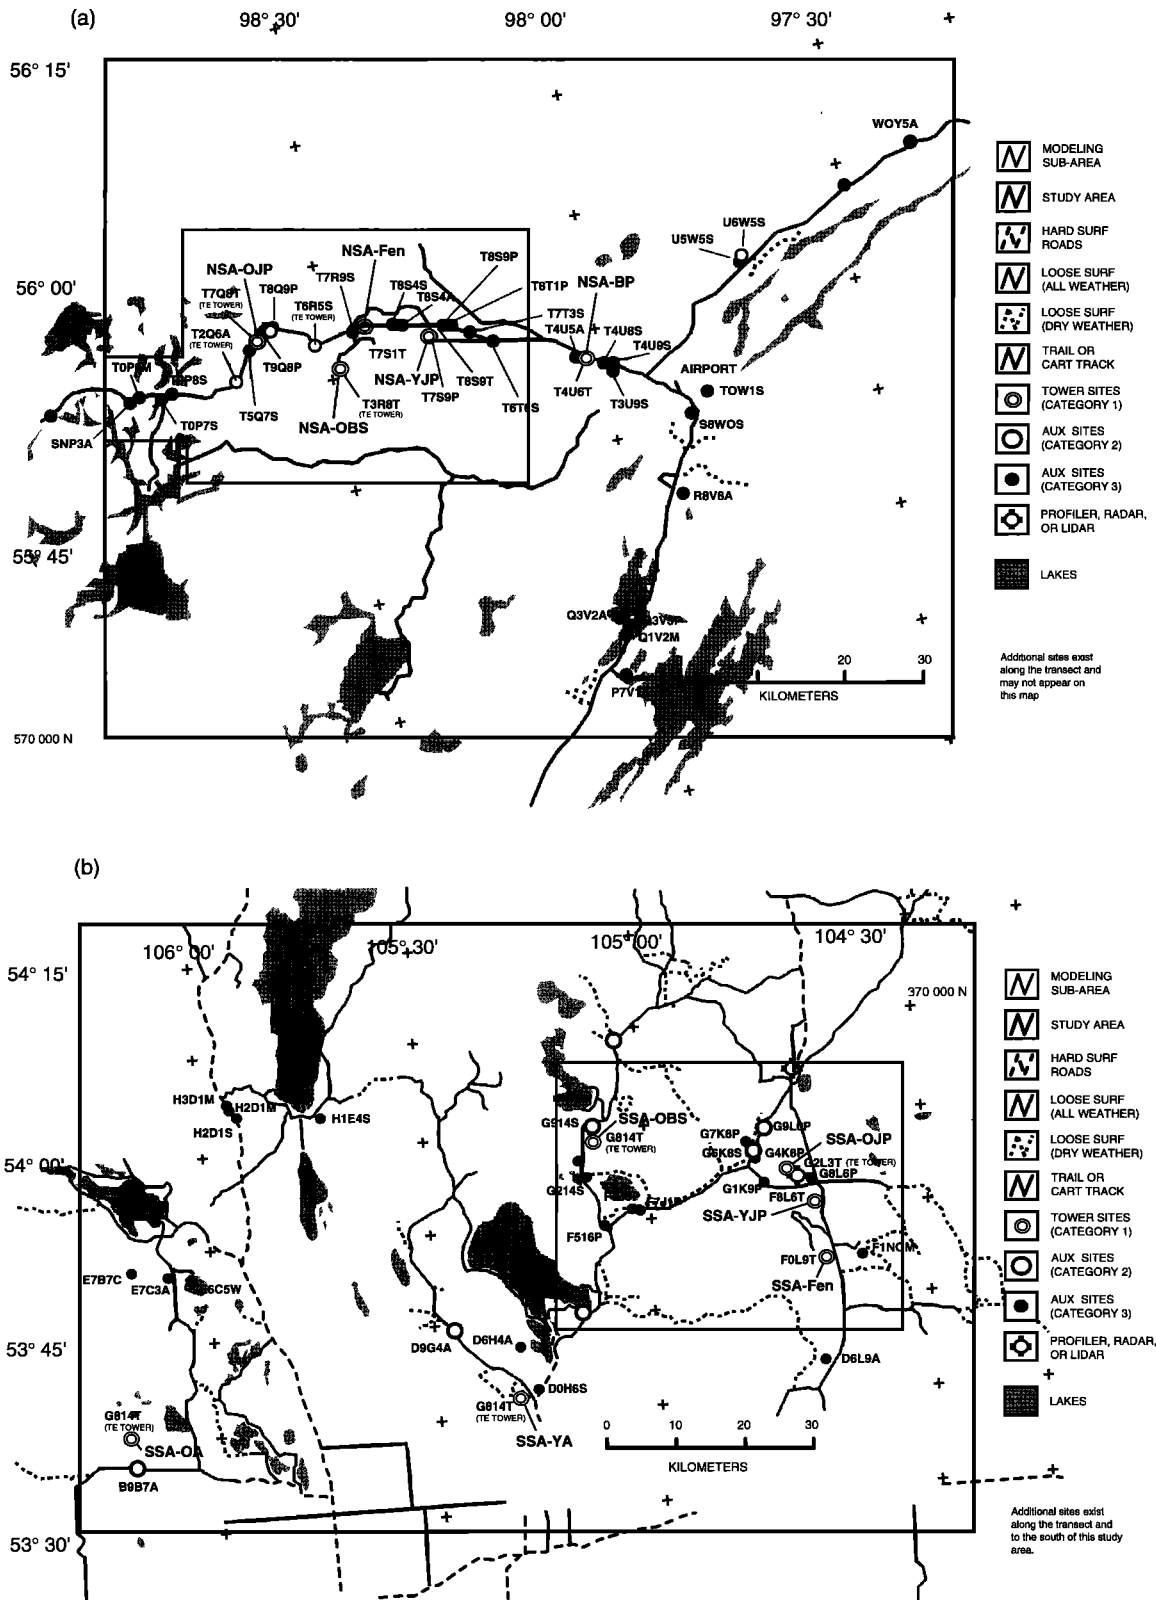 (a)
98° 30'
98° 00'
97° 30'
56° 15'
WOY5A
U6W5S
U5W5S
NSA-Fen
T8S9P
NSA-OJP
T7R9S
T8S4S
NSA-BP
T7Q8T
(TE TOWER)
T8Q9P
T6R5S
(TE TOWER)
T8S4A
T8T1P
56° 00'
T7T3S
T2Q6A
(TE TOWER)
T4U5A
T4U8S
T4U9S
T7S1T
T9Q8P
NSA-YJP
T8S9T
AIRPORT
T4U6T
TOW1S
T7S9P
T3R8T
(TE TOWER)
T6T6S
T3U9S
T5Q7S
T0P7S
NSA-OBS
S8WOS
SNP3A
R8V8A
55° 45'
Q3V2A
Q1V2M
20
30
KILOMETERS
570 000 N
MODELING
SUB-AREA
STUDY AREA
HARD SURF
ROADS
LOOSE SURF
(ALL WEATHER)
LOOSE SURF
(DRY WEATHER)
TRAIL OR
CART TRACK
TOWER SITES
(CATEGORY 1)
AUX SITES
(CATEGORY 2)
AUX SITES
(CATEGORY 3)
PROFILER, RADAR,
OR LIDAR
LAKES
Additional sites exist
along the transect and
may not appear on
this map
(b)
106° 00'
105° 30'
105° 00'
104° 30'
54° 15'
370 000 N
H3D1M
H2D1M
H2D1S
H1E4S
G914S
SSA-OBS
G814T
(TE TOWER)
G7K8P
G9L0P
SSA-OJP
G6K8S
G4K8P
G2L3T (TE TOWER)
G8L6P
54° 00'
G214S
G1K9P
F8L6T
SSA-YJP
F516P
F1NOM
F0L9T
SSA-Fen
E7B7C
E7C3A
D9G4A
D6H4A
53° 45'
D6L9A
D0H6S
G814T
(TE TOWER)
SSA-YA
G814T
(TE TOWER)
SSA-OA
B9B7A
0
10
20
30
KILOMETERS
53° 30'
MODELING
SUB-AREA
STUDY AREA
HARD SURF
ROADS
LOOSE SURF
(ALL WEATHER)
LOOSE SURF
(DRY WEATHER)
TRAIL OR
CART TRACK
TOWER SITES
(CATEGORY 1)
AUX SITES
(CATEGORY 2)
AUX SITES
(CATEGORY 3)
PROFILER, RADAR,
OR LIDAR
LAKES
Additional sites exist
along the transect and
to the south of this study
area.